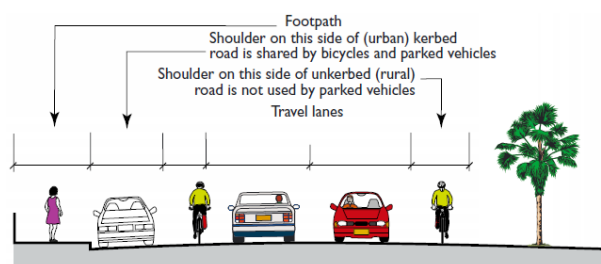 Footpath
Shoulder on this side of (urban) kerbed
road is shared by bicycles and parked vehicles
Shoulder on this side of unkerbed (rural)
road is not used by parked vehicles
Travel lanes